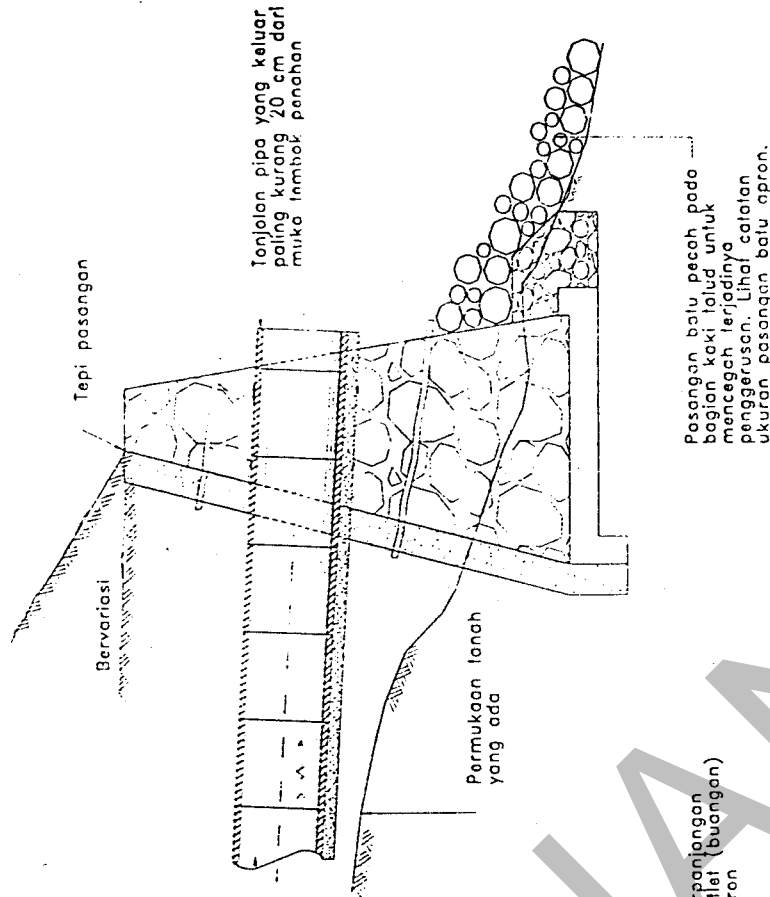 Tepi pasangan
Bervariasi
Tonjolan pipa yang keluar
paling kurang 20 cm dari
muka tembok penahan
Permukaan tanah
yang ada
Pasangan batu pecah pada
bagian kaki talud untuk
mencegah terjadinya
penggerusan. Lihat catatan
ukuran pasangan batu apron.
rpanjangan
tlet (buangan)
ron